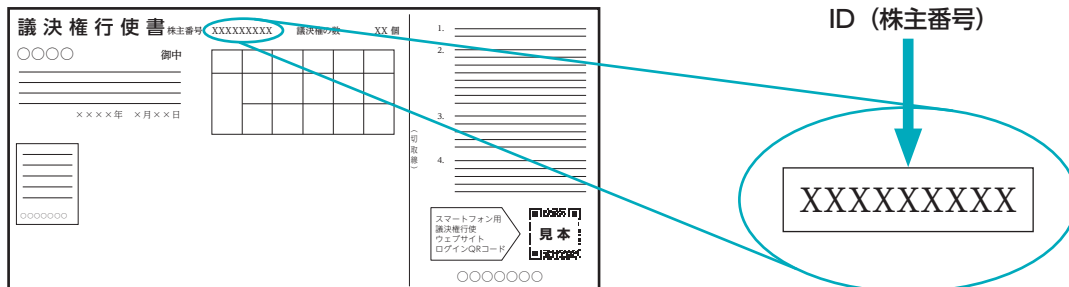 議決権行使書 株主番号 XXXXXXXXX 議決権の数 XX 個
○○○○ 御中
××××年 ×月××日
○○○○○○○
（切取線）
1.
2.
3.
4.
スマートフォン用
議決権行使
ウェブサイト
ログインQRコード
見本
○○○○○○○
ID（株主番号）
XXXXXXXXX